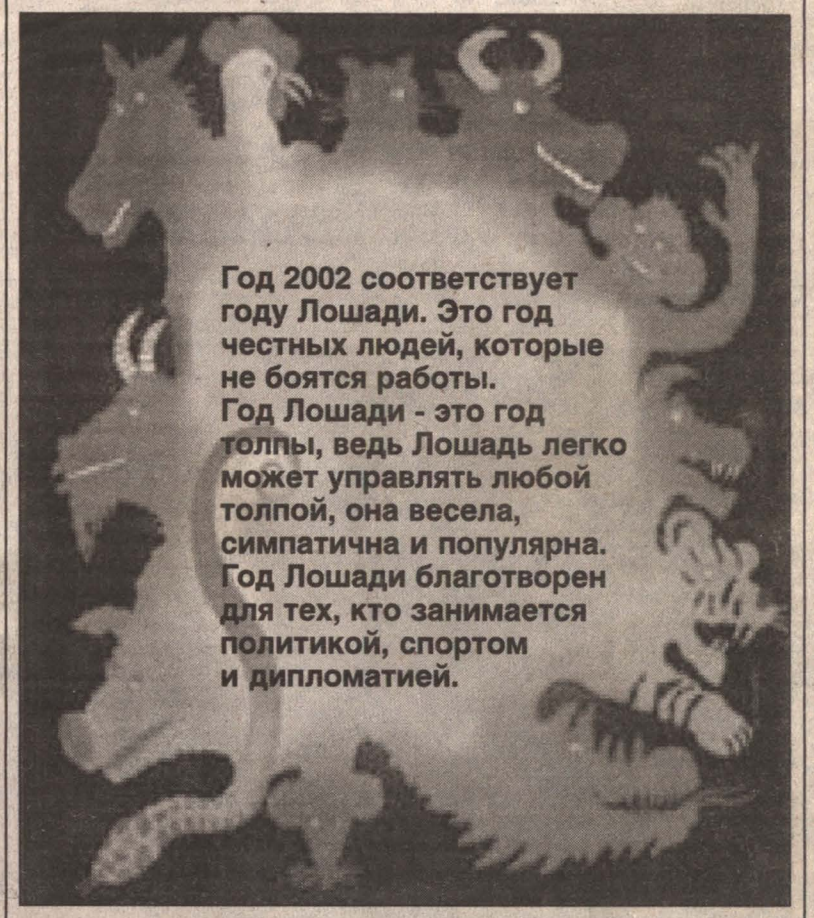 Год 2002 соответствует
году Лошади. Это год
честных людей, которые
не боятся работы.
Год Лошади - это год
толпы, ведь Лошадь легко
может управлять любой
толпой, она весела,
симпатична и популярна.
Год Лошади благотворен
для тех, кто занимается
политикой, спортом
и дипломатией.